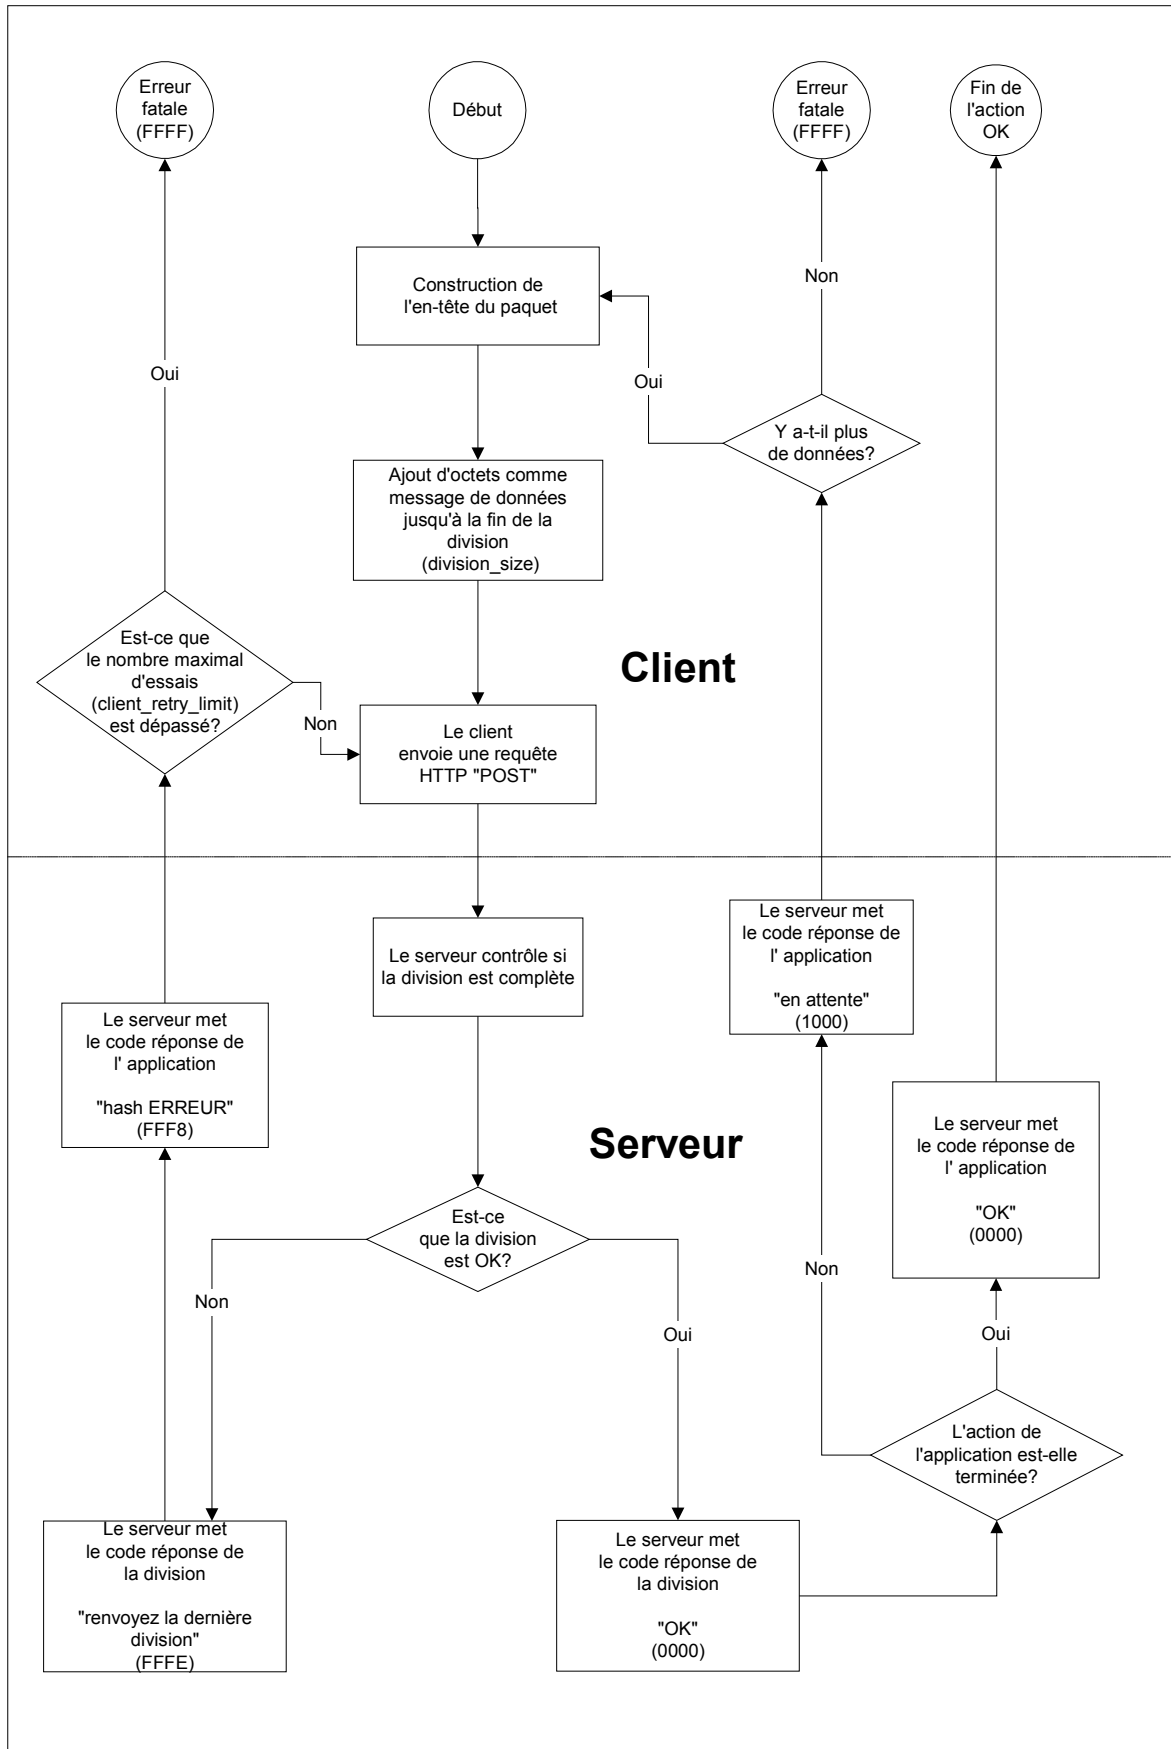 Erreur
fatale
(FFFF)
Début
Erreur
fatale
(FFFF)
Fin de
l'action
OK
Construction de
l'en-tête du paquet
Non
Oui
Oui
Y a-t-il plus
de données?
Ajout d'octets comme
message de données
jusqu'à la fin de la
division
(division_size)
Est-ce que
le nombre maximal
d'essais
(client_retry_limit)
est dépassé?
Non
Client
Le client
envoie une requête
HTTP "POST"
Le serveur contrôle si
la division est complète
Le serveur met
le code réponse de
l' application
"en attente"
(1000)
Le serveur met
le code réponse de
l' application
"hash ERREUR"
(FFF8)
Serveur
Le serveur met
le code réponse de
l' application
"OK"
(0000)
Est-ce
que la division
est OK?
Non
Non
Oui
Oui
L'action de
l'application est-elle
terminée?
Le serveur met
le code réponse de
la division
"renvoyez la dernière
division"
(FFFE)
Le serveur met
le code réponse de
la division
"OK"
(0000)